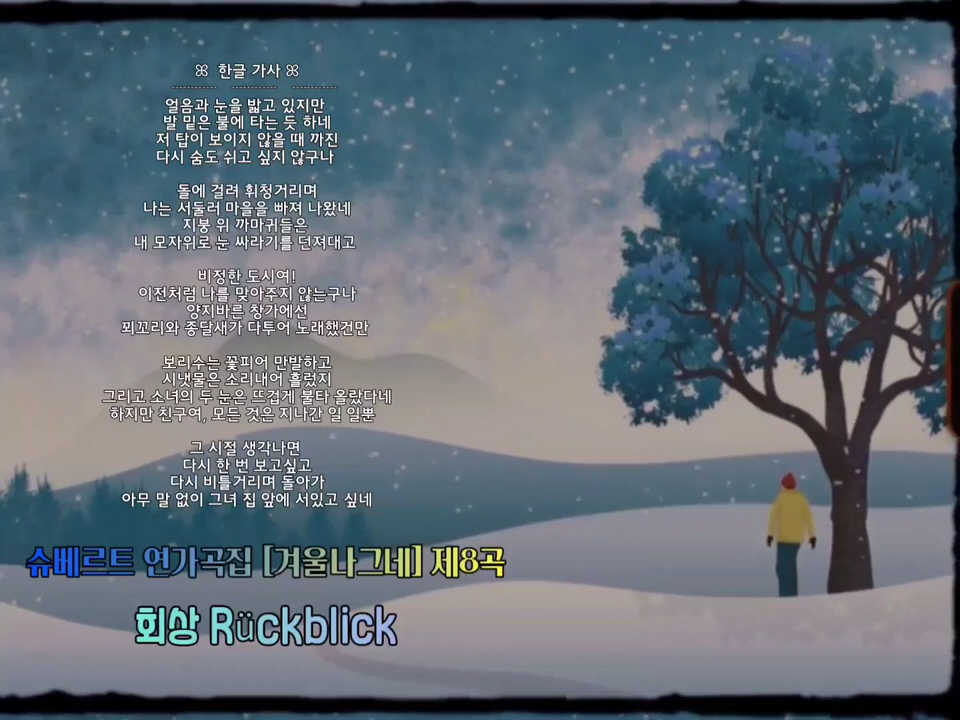 ꕤ 한글 가사 ꕤ
얼음과 눈을 밟고 있지만
발 밑은 불에 타는 듯 하네
저 탑이 보이지 않을 때 까진
다시 숨도 쉬고 싶지 않구나
돌에 걸려 휘청거리며
나는 서둘러 마을을 빠져 나왔네
지붕 위 까마귀들은
내 모자위로 눈 싸라기를 던져대고
비정한 도시여!
이전처럼 나를 맞아주지 않는구나
양지바른 창가에선
꾀꼬리와 종달새가 다투어 노래했건만
보리수는 꽃피어 만발하고
시냇물은 소리내어 흘렀지
그리고 소녀의 두 눈은 뜨겁게 불타 올랐다네
하지만 친구여, 모든 것은 지나간 일 일뿐
그 시절 생각나면
다시 한 번 보고싶고
다시 비틀거리며 돌아가
아무 말 없이 그녀 집 앞에 서있고 싶네
슈베르트 연가곡집 [겨울나그네] 제8곡
회상 Rückblick